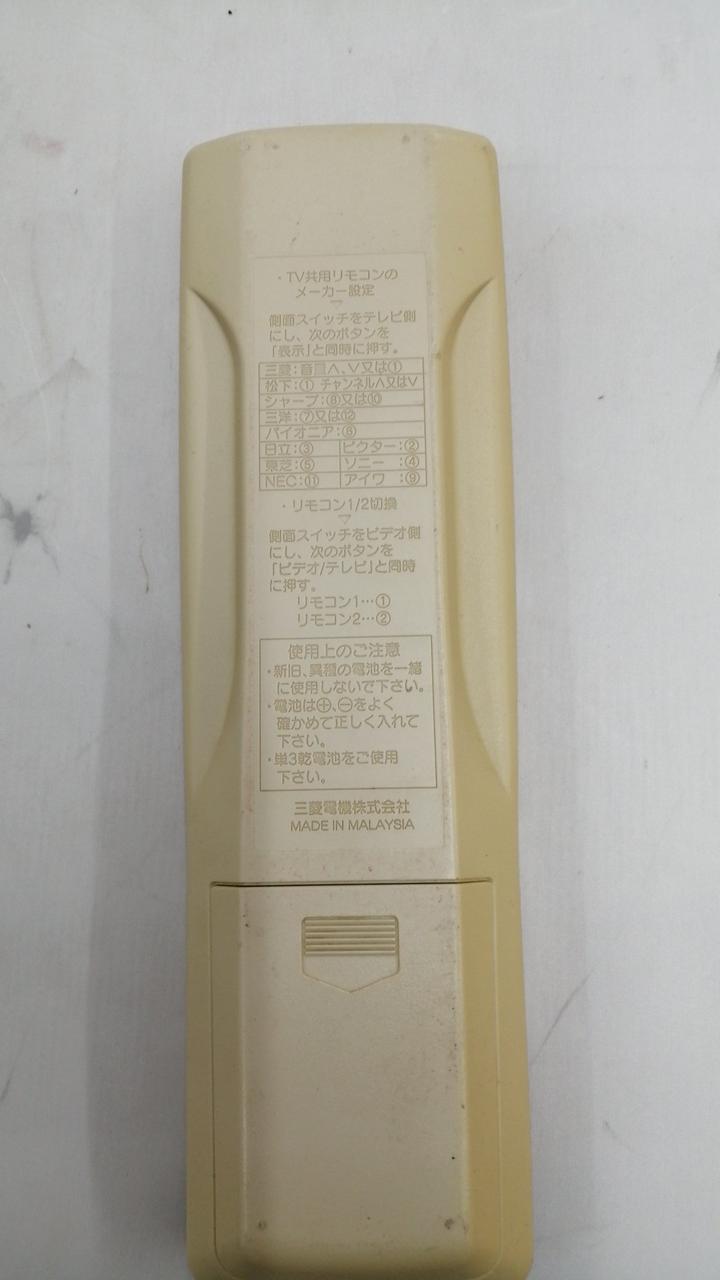 ・TV共用リモコンの
メーカー設定
▽
側面スイッチをテレビ側
にし、次のボタンを
「表示」と同時に押す。
三菱:音量∧、∨又は①
松下:① チャンネル∧又は∨
シャープ:⑧又は⑩
三洋:⑦又は⑫
パイオニア:⑥
日立:③ ビクター:②
東芝:⑤ ソニー :④
NEC:⑪ アイワ :⑨
・リモコン1/2切換
▽
側面スイッチをビデオ側
にし、次のボタンを
「ビデオ/テレビ」と同時
に押す。
リモコン1…①
リモコン2…②
使用上のご注意
・新旧、異種の電池を一緒
に使用しないで下さい。
・電池は⊕、⊖をよく
確かめて正しく入れて
下さい。
・単3乾電池をご使用
下さい。
三菱電機株式会社
MADE IN MALAYSIA